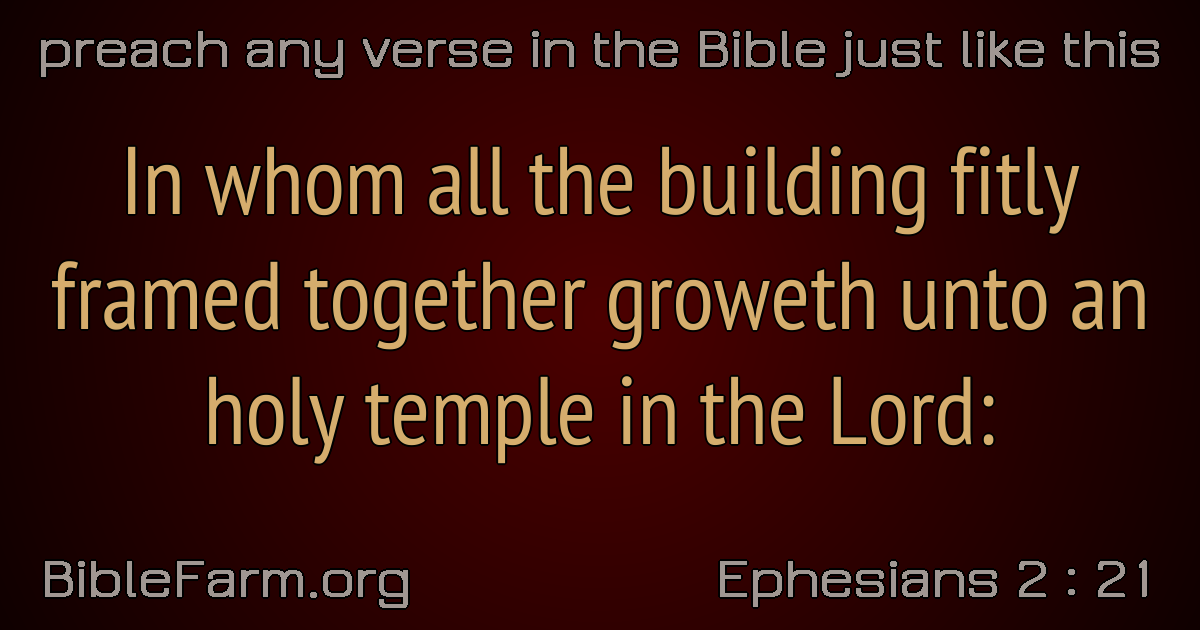 preach any verse in the Bible just like this
In whom all the building fitly
framed together groweth unto an
holy temple in the Lord:
BibleFarm.org
Ephesians 2 : 21